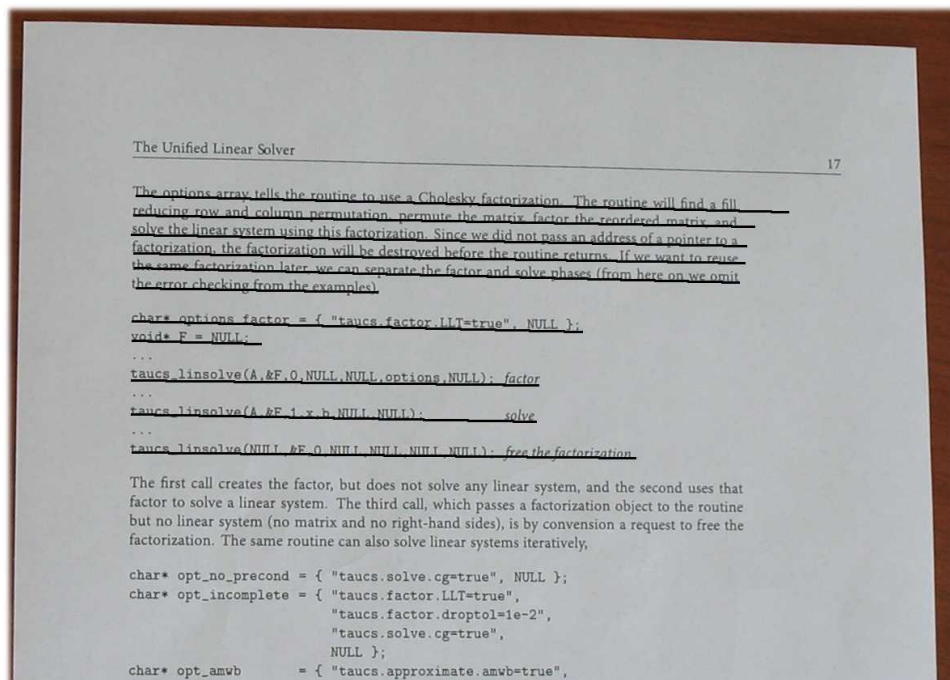 The Unified Linear Solver
17
The options array tells the routine to use a Cholesky factorization. The routine will find a fill
reducing row and column permutation, permute the matrix, factor the reordered matrix, and
solve the linear system using this factorization. Since we did not pass an address of a pointer to a
factorization, the factorization will be destroyed before the routine returns. If we want to reuse
the same factorization later, we can separate the factor and solve phases (from here on we omit
the error checking from the examples)
char* options_factor = { "taucs.factor.LLT=true", NULL };
void* F = NULL;
...
taucs_linsolve(A,&F,0,NULL,NULL,options,NULL); factor
...
taucs_linsolve(A,&F,1,x,b,NULL,NULL); solve
...
taucs_linsolve(NULL,&F,0,NULL,NULL,NULL,NULL); free the factorization
The first call creates the factor, but does not solve any linear system, and the second uses that
factor to solve a linear system. The third call, which passes a factorization object to the routine
but no linear system (no matrix and no right-hand sides), is by convension a request to free the
factorization. The same routine can also solve linear systems iteratively,
char* opt_no_precond = { "taucs.solve.cg=true", NULL };
char* opt_incomplete = { "taucs.factor.LLT=true",
"taucs.factor.droptol=1e-2",
"taucs.solve.cg=true",
NULL };
char* opt_amwb = { "taucs.approximate.amwb=true",